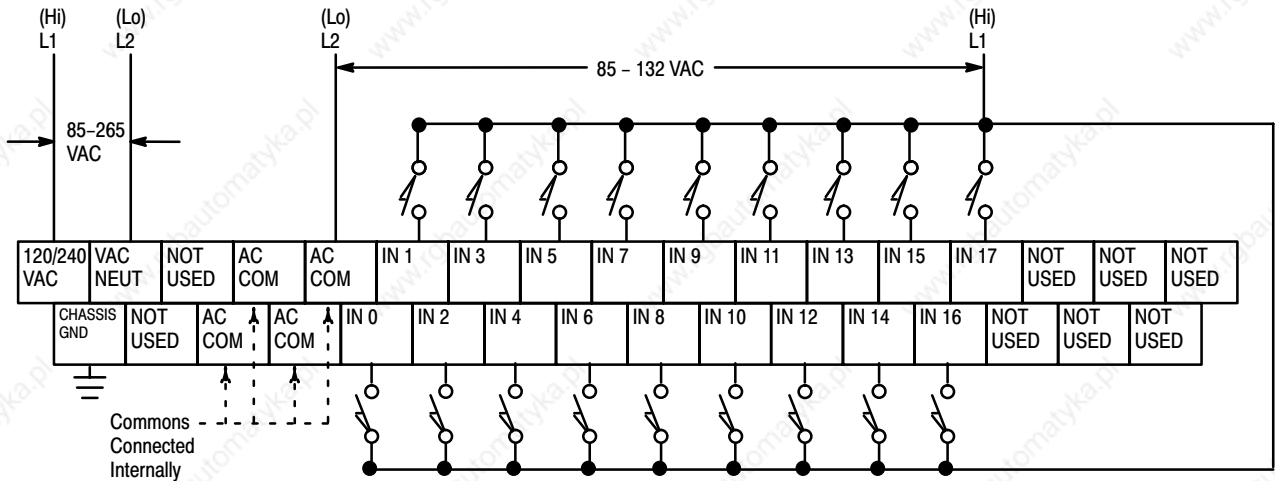 (Hi)
L1
(Lo)
L2
(Lo)
L2
(Hi)
L1
85 – 132 VAC
85–265
VAC
120/240
VAC
VAC
NEUT
NOT
USED
AC
COM
AC
COM
IN 1
IN 3
IN 5
IN 7
IN 9
IN 11
IN 13
IN 15
IN 17
NOT
USED
NOT
USED
NOT
USED
CHASSIS
GND
NOT
USED
AC
COM
AC
COM
IN 0
IN 2
IN 4
IN 6
IN 8
IN 10
IN 12
IN 14
IN 16
NOT
USED
NOT
USED
NOT
USED
Commons
Connected
Internally
www.rgbautomatyka.pl